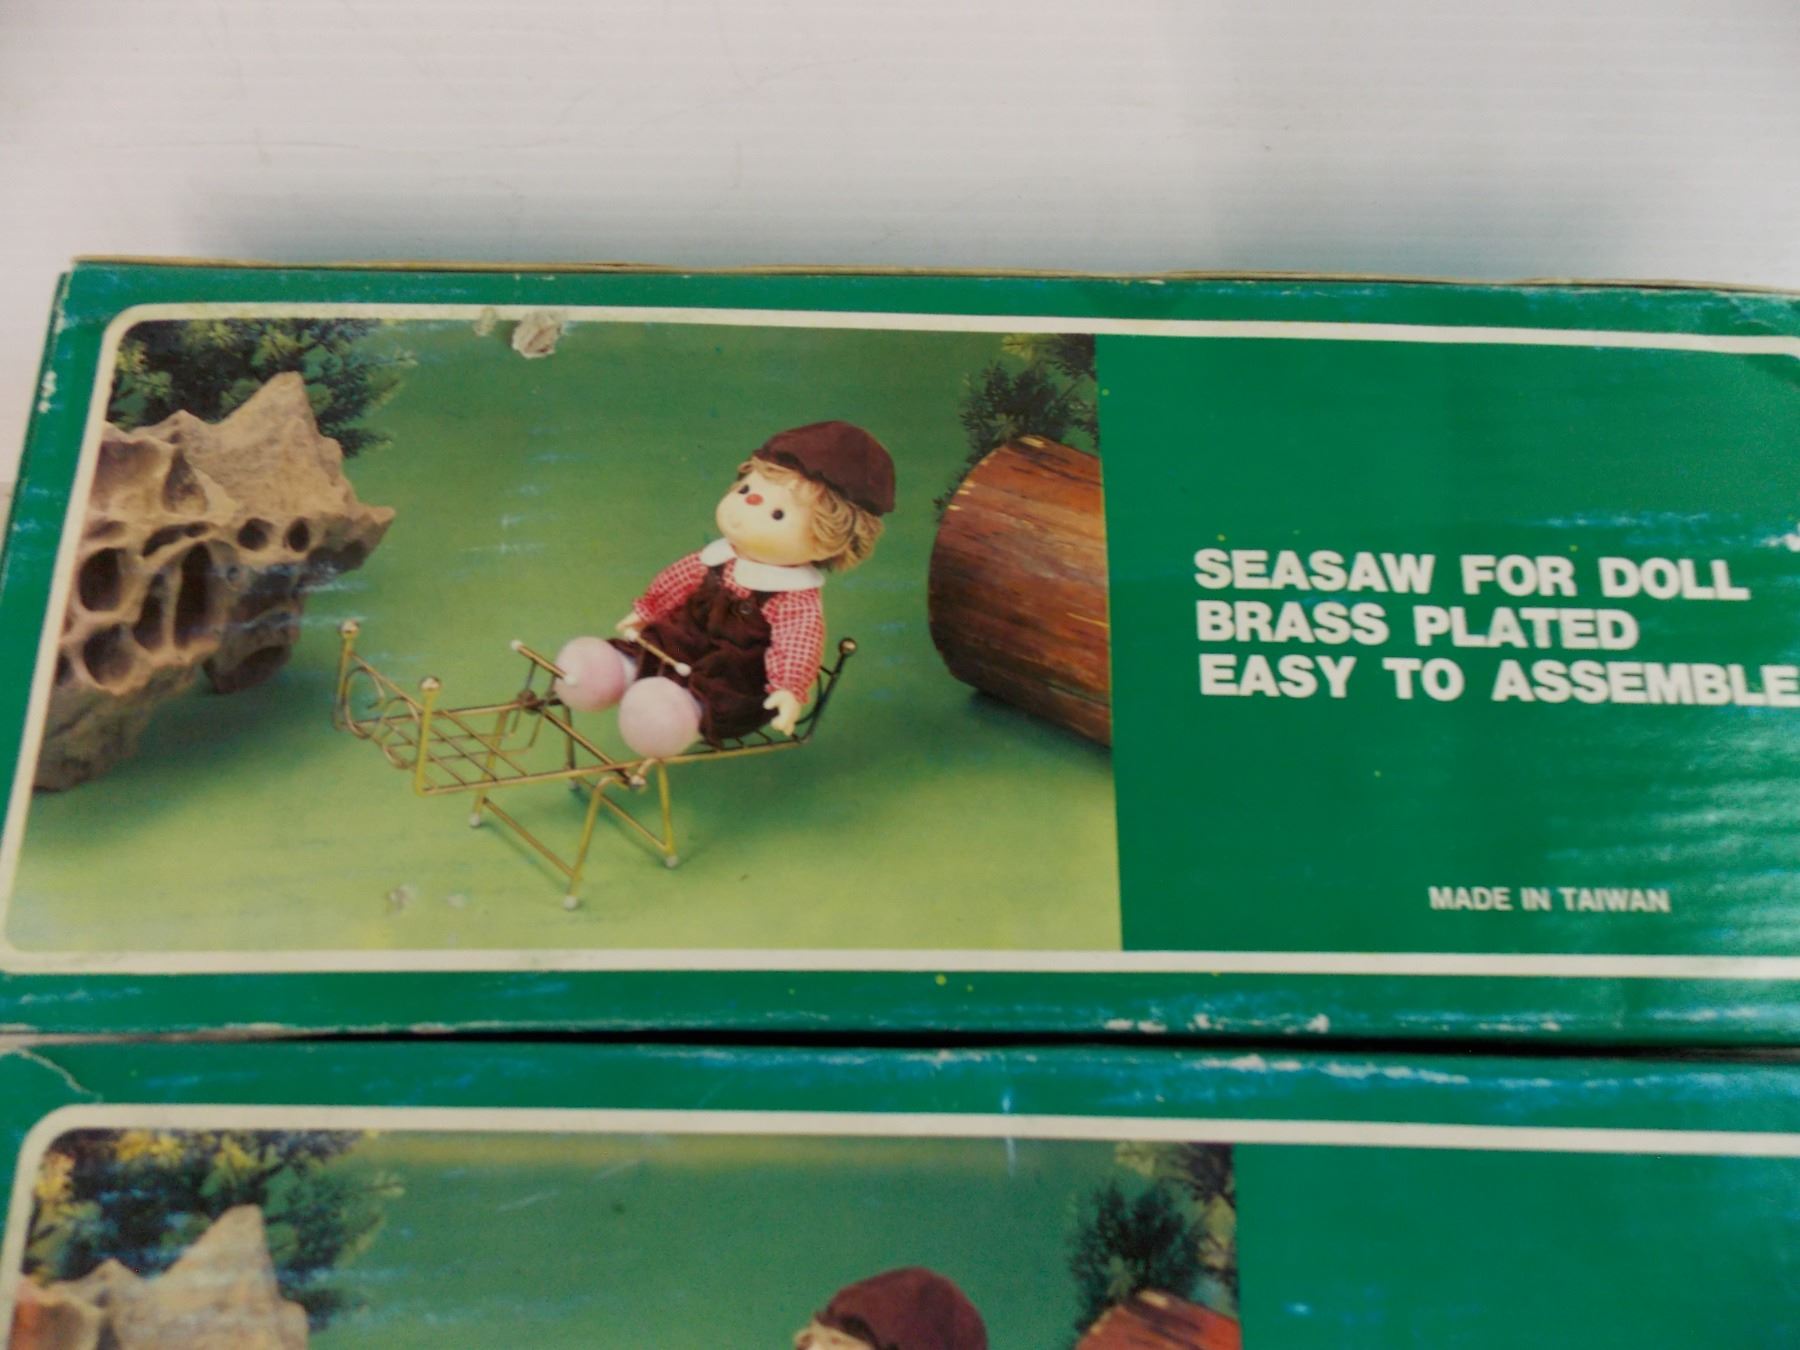 SEASAW FOR DOLL
BRASS PLATED
EASY TO ASSEMBLE
MADE IN TAIWAN